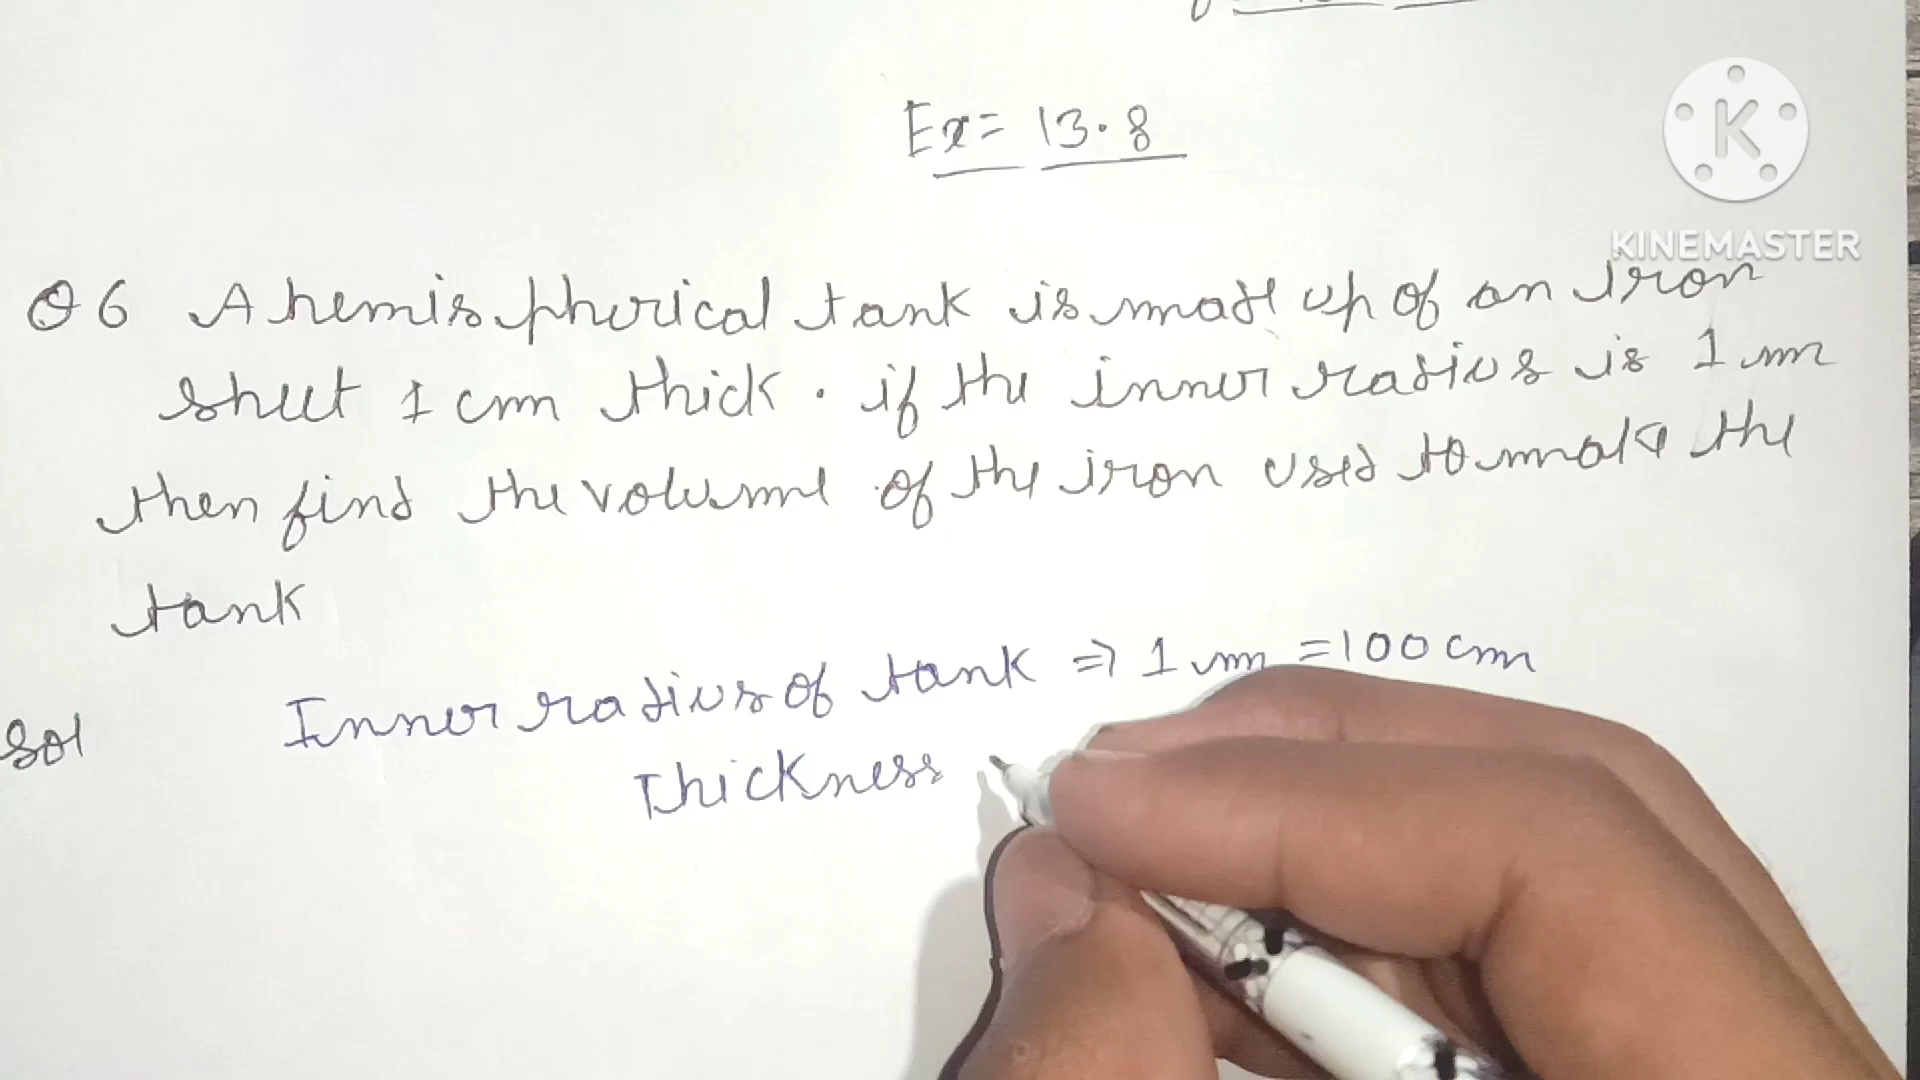 Ex= 13.8
K
KINEMASTER
Q6 A hemispherical tank is made up of an Iron
sheet 1 cm thick. if the inner radius is 1 m
then find the volume of the iron used to make the
tank
Sol Inner radius of tank ⇒ 1 m =100 cm
Thickness